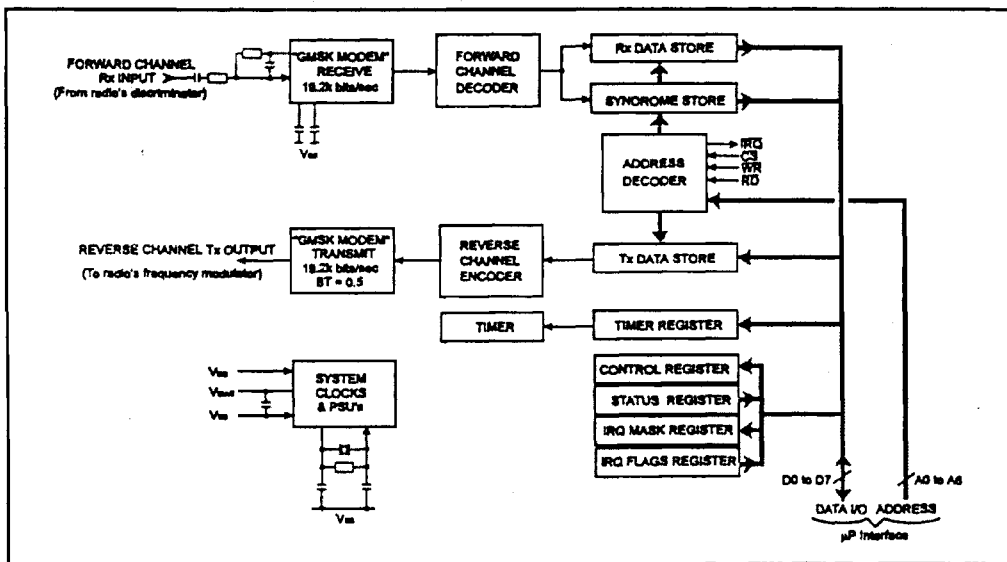 FORWARD CHANNEL
Rx INPUT
(From radio's discriminator)
"GMSK MODEM"
RECEIVE
19.2k bits/sec
FORWARD
CHANNEL
DECODER
Rx DATA STORE
SYNDROME STORE
ADDRESS
DECODER
IRQ
CS
WR
RD
REVERSE CHANNEL Tx OUTPUT
(To radio's frequency modulator)
"GMSK MODEM"
TRANSMIT
19.2k bits/sec
BT = 0.5
REVERSE
CHANNEL
ENCODER
Tx DATA STORE
TIMER
TIMER REGISTER
SYSTEM
CLOCKS
& PSU's
CONTROL REGISTER
STATUS REGISTER
IRQ MASK REGISTER
IRQ FLAGS REGISTER
D0 to D7
A0 to A6
DATA I/O ADDRESS
µP Interface